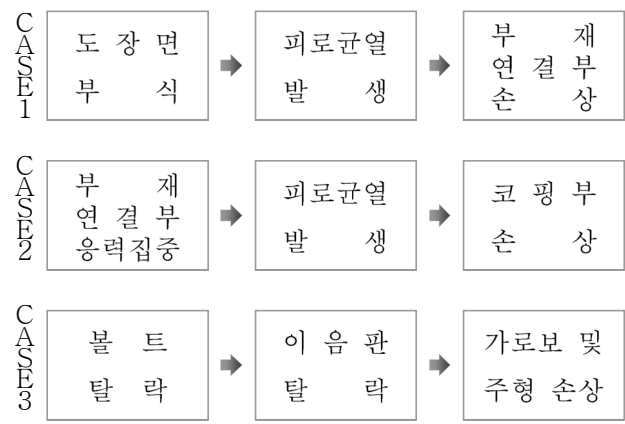 CASE1
도장면
부식
피로균열
발생
부재
연결부
손상
CASE2
부재
연결부
응력집중
피로균열
발생
코핑부
손상
CASE3
볼트
탈락
이음판
탈락
가로보 및
주형 손상